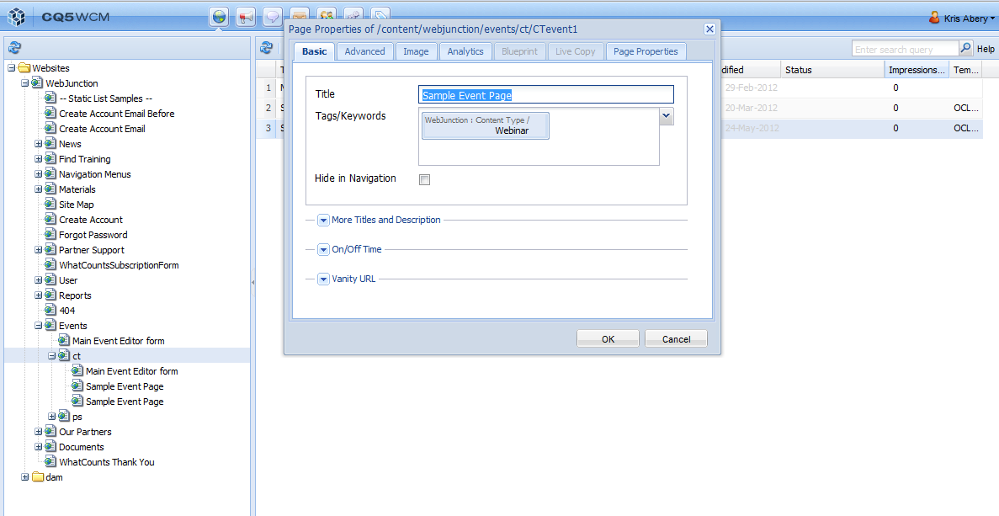 CQ5WCM
Kris Abery
Page Properties of /content/webjunction/events/ct/CTevent1
Basic
Advanced
Image
Analytics
Blueprint
Live Copy
Page Properties
Enter search query
Help
Websites
WebJunction
-- Static List Samples --
Create Account Email Before
Create Account Email
News
Find Training
Navigation Menus
Materials
Site Map
Create Account
Forgot Password
Partner Support
WhatCountsSubscriptionForm
User
Reports
404
Events
Main Event Editor form
ct
Main Event Editor form
Sample Event Page
Sample Event Page
ps
Our Partners
Documents
WhatCounts Thank You
dam
Title
Sample Event Page
Tags/Keywords
WebJunction : Content Type /
Webinar
Hide in Navigation
More Titles and Description
On/Off Time
Vanity URL
OK
Cancel
dified Status Impressions... Tem...
1 29-Feb-2012 0
2 20-Mar-2012 0 OCL...
3 24-May-2012 0 OCL...